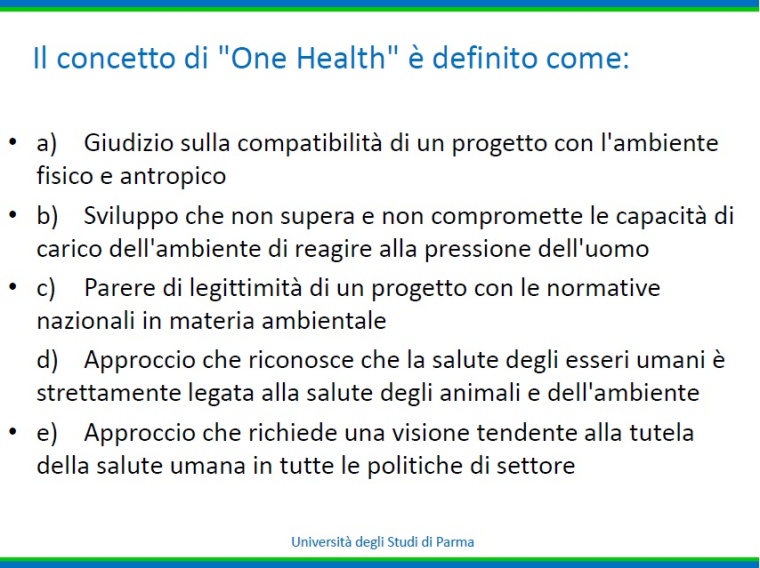 Il concetto di "One Health" è definito come:
• a) Giudizio sulla compatibilità di un progetto con l'ambiente
fisico e antropico
• b) Sviluppo che non supera e non compromette le capacità di
carico dell'ambiente di reagire alla pressione dell'uomo
• c) Parere di legittimità di un progetto con le normative
nazionali in materia ambientale
d) Approccio che riconosce che la salute degli esseri umani è
strettamente legata alla salute degli animali e dell'ambiente
• e) Approccio che richiede una visione tendente alla tutela
della salute umana in tutte le politiche di settore
Università degli Studi di Parma